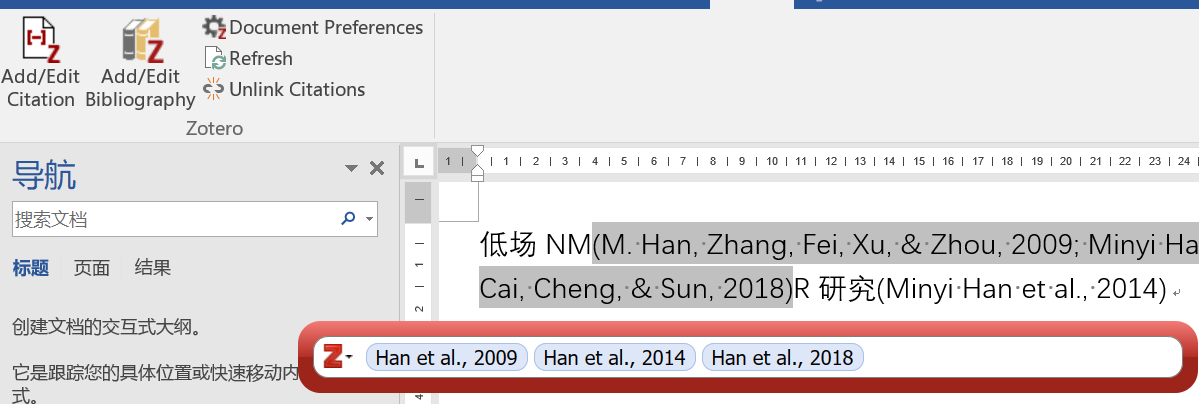 Add/Edit
Citation
Add/Edit
Bibliography
Document Preferences
Refresh
Unlink Citations
Zotero
导航
搜索文档
标题 页面 结果
创建文档的交互式大纲。
它是跟踪您的具体位置或快速移动内
式。
L
1 1 2 3 4 5 6 7 8 9 10 11 12 13 14 15 16 17 18 19 20 21 22 23 24
1
2
4
低场 NM(M. Han, Zhang, Fei, Xu, & Zhou, 2009; Minyi Ha
Cai, Cheng, & Sun, 2018)R 研究(Minyi Han et al., 2014)
Z Han et al., 2009 Han et al., 2014 Han et al., 2018